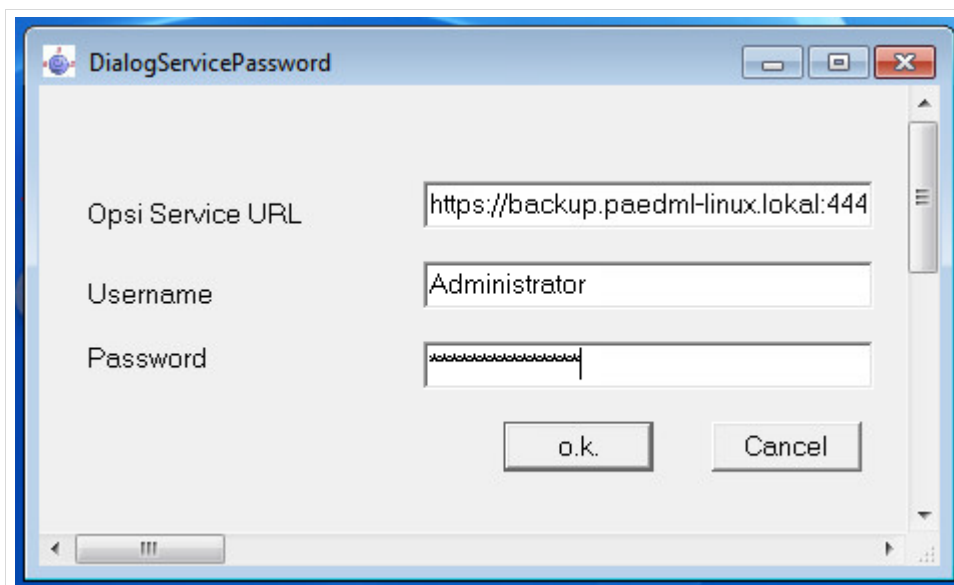 DialogServicePassword
Opsi Service URL
https://backup.paedml-linux.lokal:444
Username
Administrator
Password
****************
o.k.
Cancel